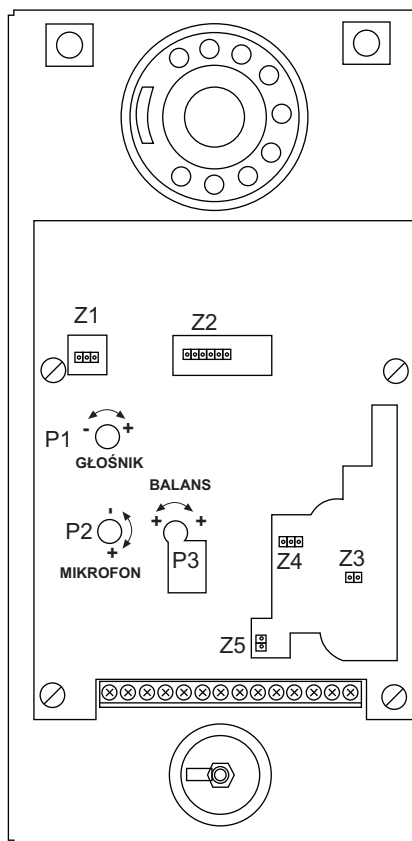 Z1
Z2
P1
- +
GŁOŚNIK
BALANS
P2
-
+
MIKROFON
+ +
P3
Z4
Z3
Z5